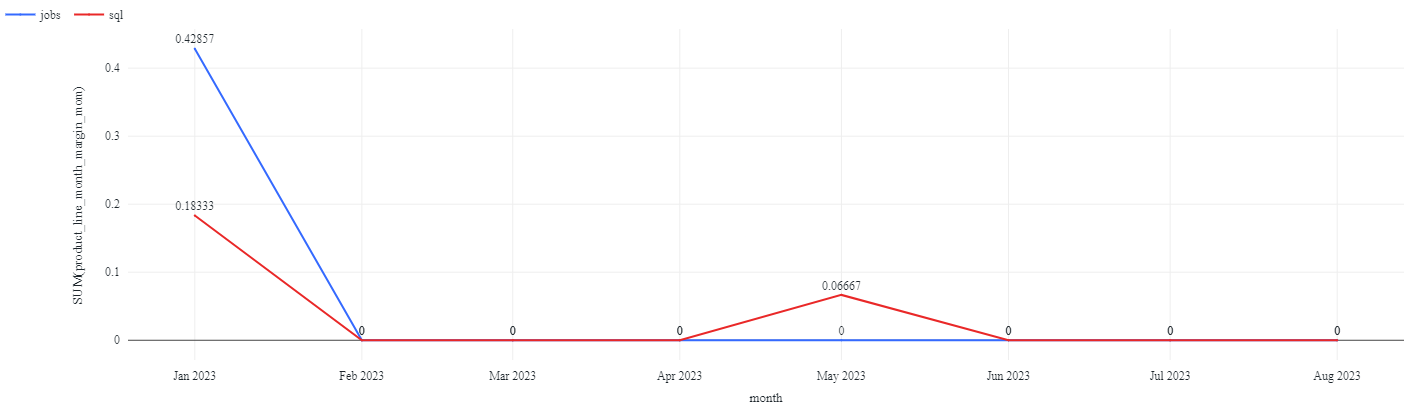 jobs sql
0.42857
0.4
0.3
0.2
0.18333
0.1
0.06667
0 0 0 0 0 0 0
0
SUM(product_line_month_margin_mom)
Jan 2023 Feb 2023 Mar 2023 Apr 2023 May 2023 Jun 2023 Jul 2023 Aug 2023
month